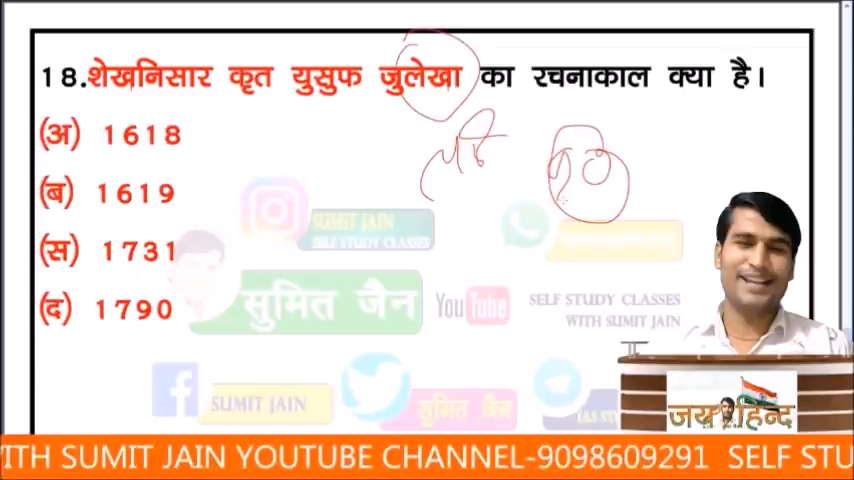 18.शेखनिसार कृत युसुफ जुलेखा का रचनाकाल क्या है।
(अ) 1618
(ब) 1619
(स) 1731
(द) 1790
SUMIT JAIN
SELF STUDY CLASSES
सुमित जैन
YouTube
SELF STUDY CLASSES
WITH SUMIT JAIN
SUMIT JAIN
सुमित जैन
जय हिन्द
WITH SUMIT JAIN YOUTUBE CHANNEL-9098609291 SELF STU